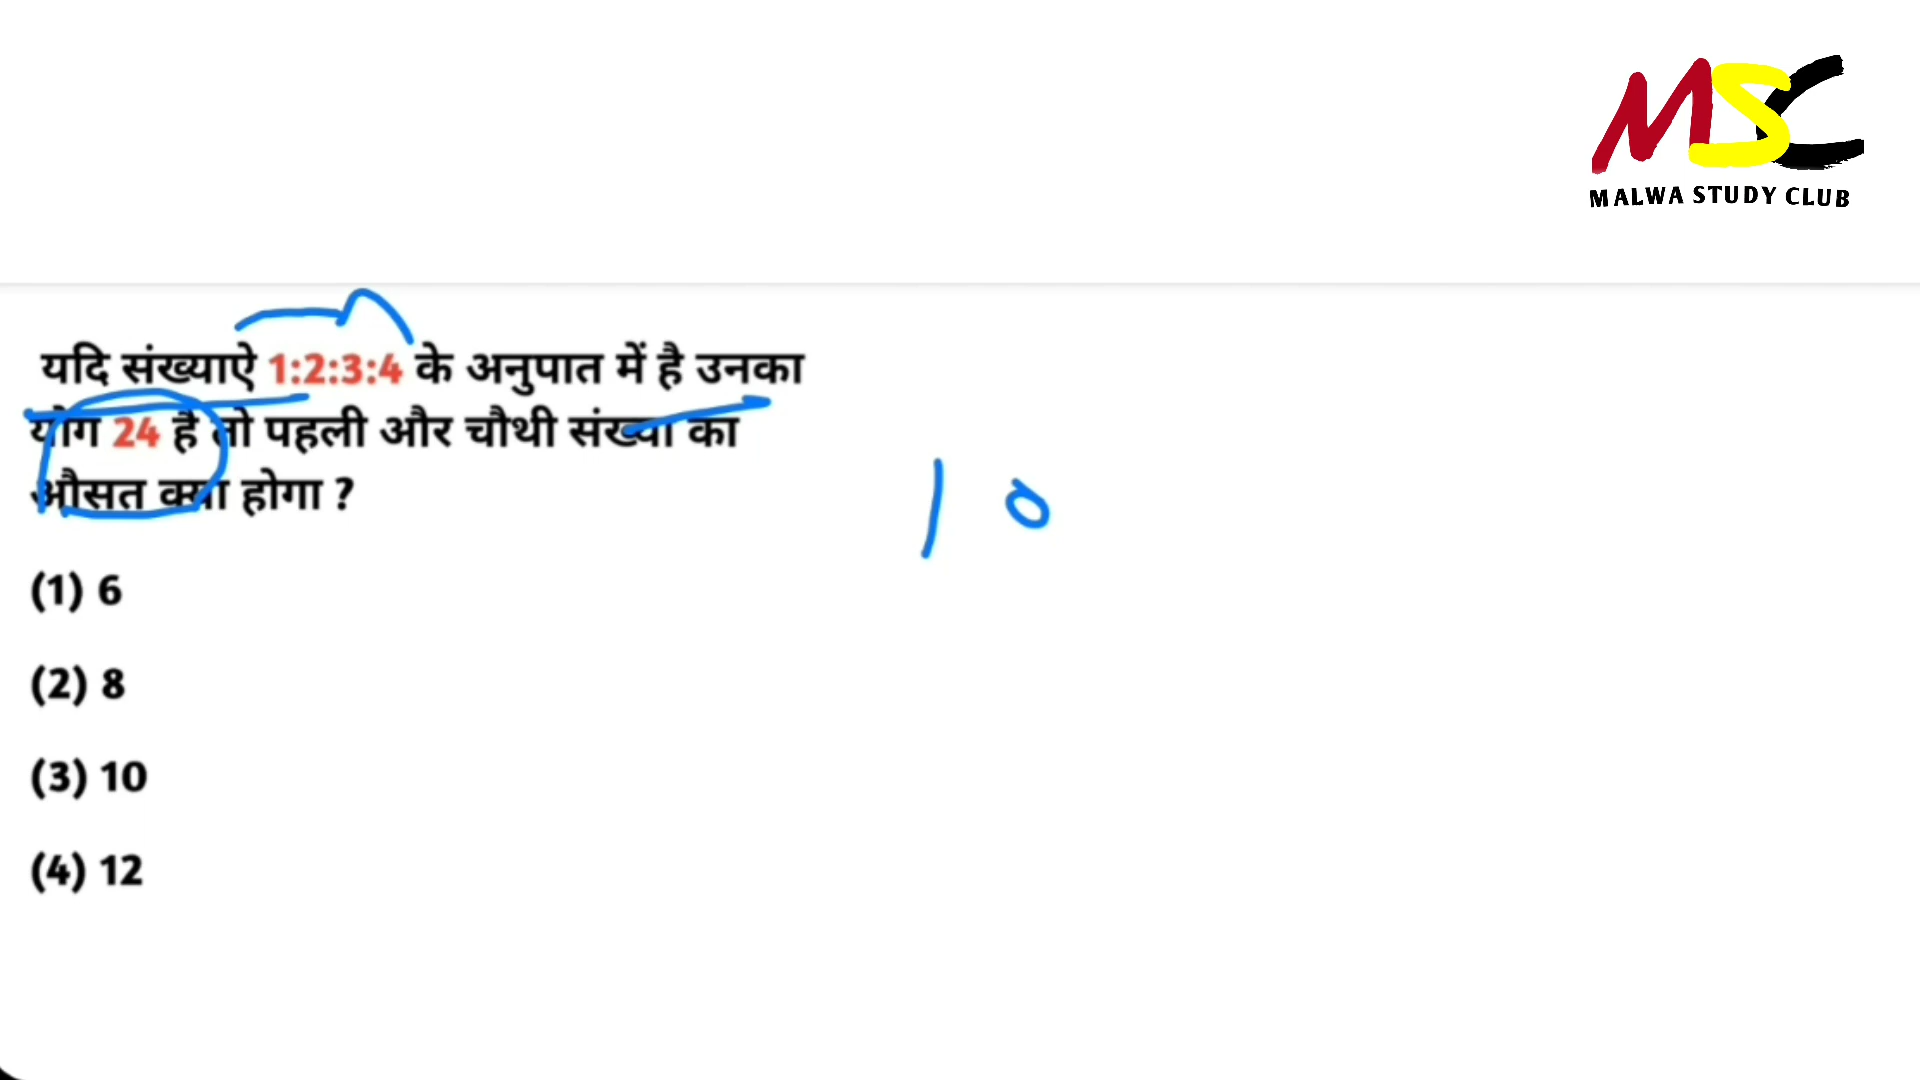 MSC
MALWA STUDY CLUB
यदि संख्याऐ 1:2:3:4 के अनुपात में है उनका
योग 24 है तो पहली और चौथी संख्या का
औसत क्या होगा ?
10
(1) 6
(2) 8
(3) 10
(4) 12